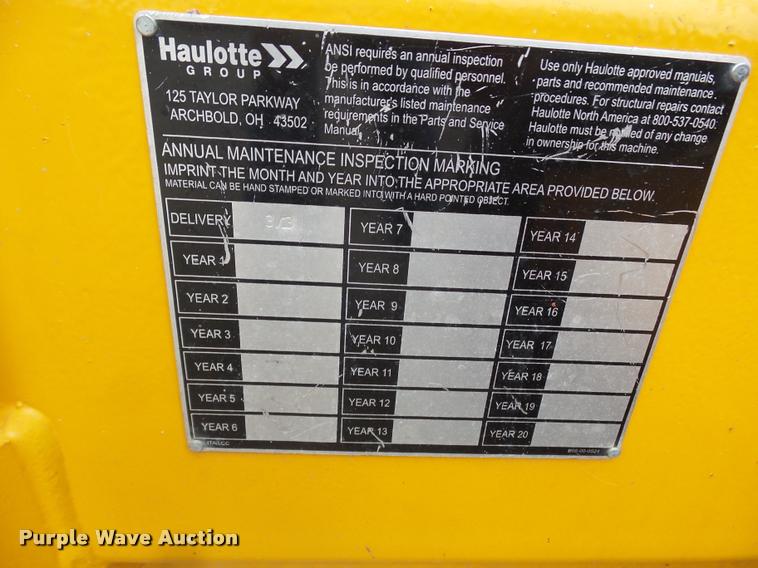 Haulotte
GROUP
125 TAYLOR PARKWAY
ARCHBOLD, OH 43502
ANSI requires an annual inspection
be performed by qualified personnel.
This is in accordance with the
manufacturer's listed maintenance
requirements in the Parts and Service
Manual.
Use only Haulotte approved manuals,
parts and recommended maintenance
procedures. For structural repairs contact
Haulotte North America at 800-537-0540.
Haulotte must be notified of any change
in ownership for this machine.
ANNUAL MAINTENANCE INSPECTION MARKING
IMPRINT THE MONTH AND YEAR INTO THE APPROPRIATE AREA PROVIDED BELOW.
MATERIAL CAN BE HAND STAMPED OR MARKED INTO WITH A HARD POINTED OBJECT.
DELIVERY
YEAR 1
YEAR 2
YEAR 3
YEAR 4
YEAR 5
YEAR 6
YEAR 7
YEAR 8
YEAR 9
YEAR 10
YEAR 11
YEAR 12
YEAR 13
YEAR 14
YEAR 15
YEAR 16
YEAR 17
YEAR 18
YEAR 19
YEAR 20
Purple Wave Auction